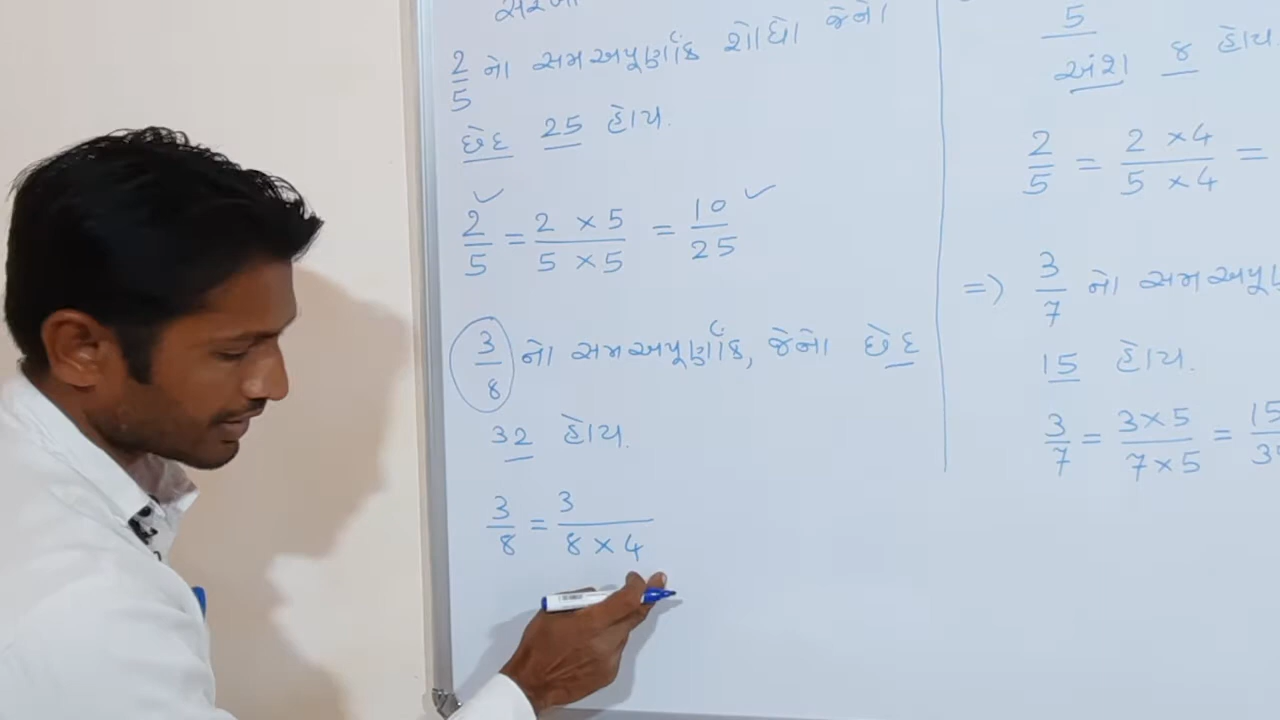 2/5 નો સમઅપૂર્ણાંક શોધો જેનો
છેદ 25 હોય.
2/5 = 2 × 5 / 5 × 5 = 10/25
3/8 નો સમઅપૂર્ણાંક, જેનો છેદ
32 હોય.
3/8 = 3 / 8 × 4
5
અંશ 8 હોય
2/5 = 2 × 4 / 5 × 4 =
=) 3/7 નો
15 હોય.
3/7 = 3 × 5 / 7 × 5 = 15